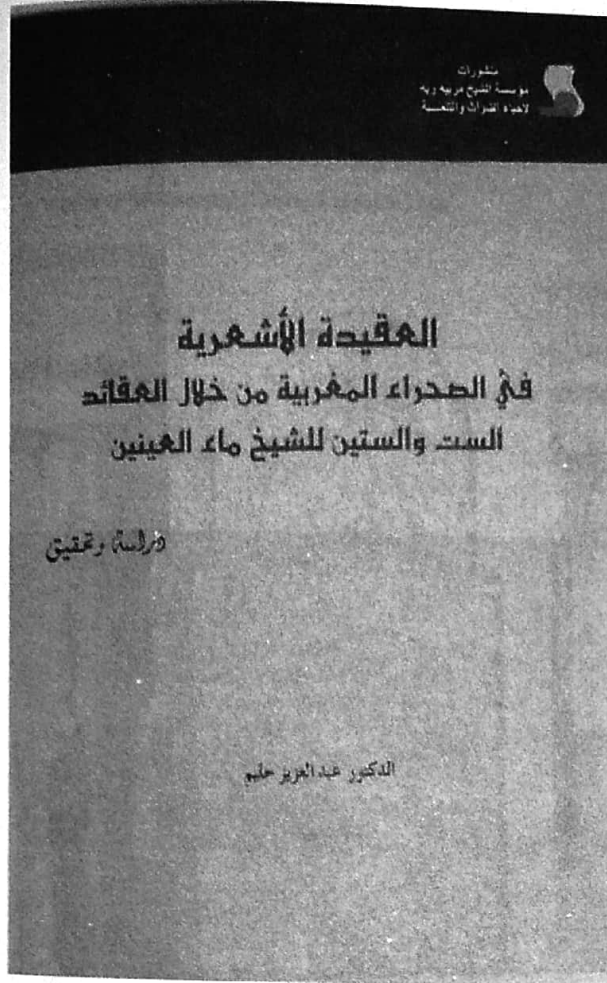 منشورات
مؤسسة الشيخ مربيه ربه
لإحياء التراث والتنمية
العقيدة الأشعرية
في الصحراء المغربية من خلال العقائد
الست والستين للشيخ ماء العينين
دراسة وتحقيق
الدكتور عبد العزيز حليم